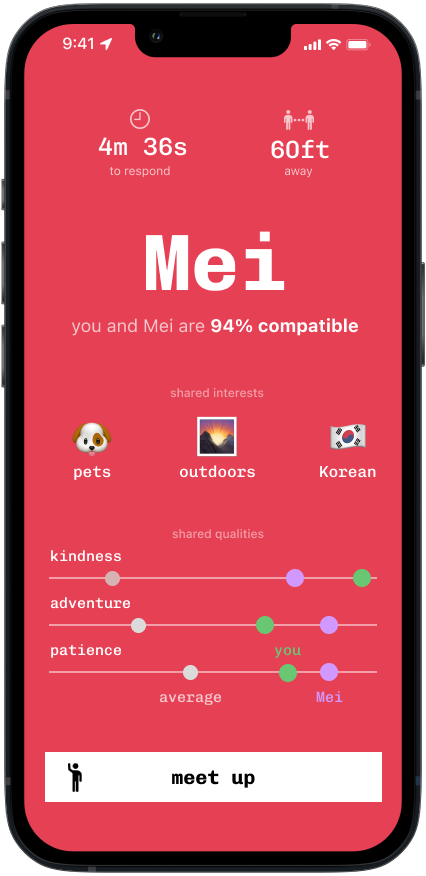 9:41
4m 36s
to respond
60ft
away
Mei
you and Mei are 94% compatible
shared interests
pets
outdoors
Korean
shared qualities
kindness
adventure
patience
you
average
Mei
meet up